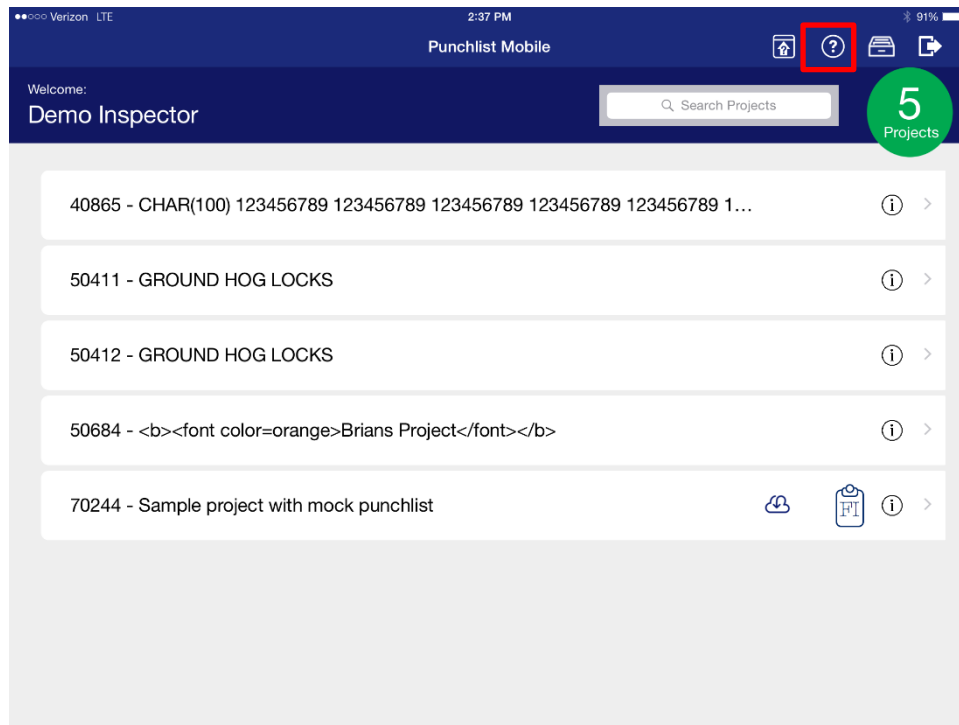 Verizon LTE 2:37 PM 91%
Punchlist Mobile
?
Welcome:
Demo Inspector
Search Projects
5
Projects
40865 - CHAR(100) 123456789 123456789 123456789 123456789 123456789 1...
50411 - GROUND HOG LOCKS
50412 - GROUND HOG LOCKS
50684 - <b><font color=orange>Brians Project</font></b>
70244 - Sample project with mock punchlist
FI